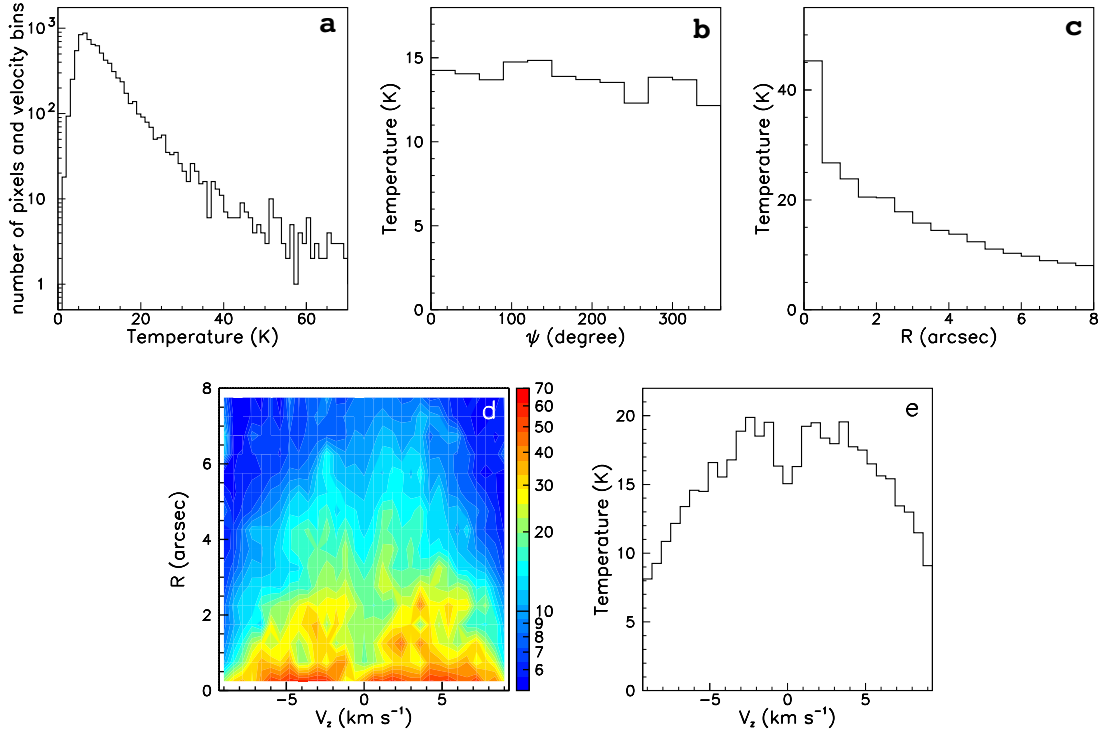 a
number of pixels and velocity bins
10³
10²
10
1
0 20 40 60
Temperature (K)
b
Temperature (K)
15
10
5
0
0 100 200 300
ψ (degree)
c
Temperature (K)
40
20
0
0 2 4 6 8
R (arcsec)
d
R (arcsec)
8
6
4
2
0
−5 0 5
V_z (km s⁻¹)
70
60
50
40
30
20
10
9
8
7
6
e
Temperature (K)
20
15
10
5
0
−5 0 5
V_z (km s⁻¹)